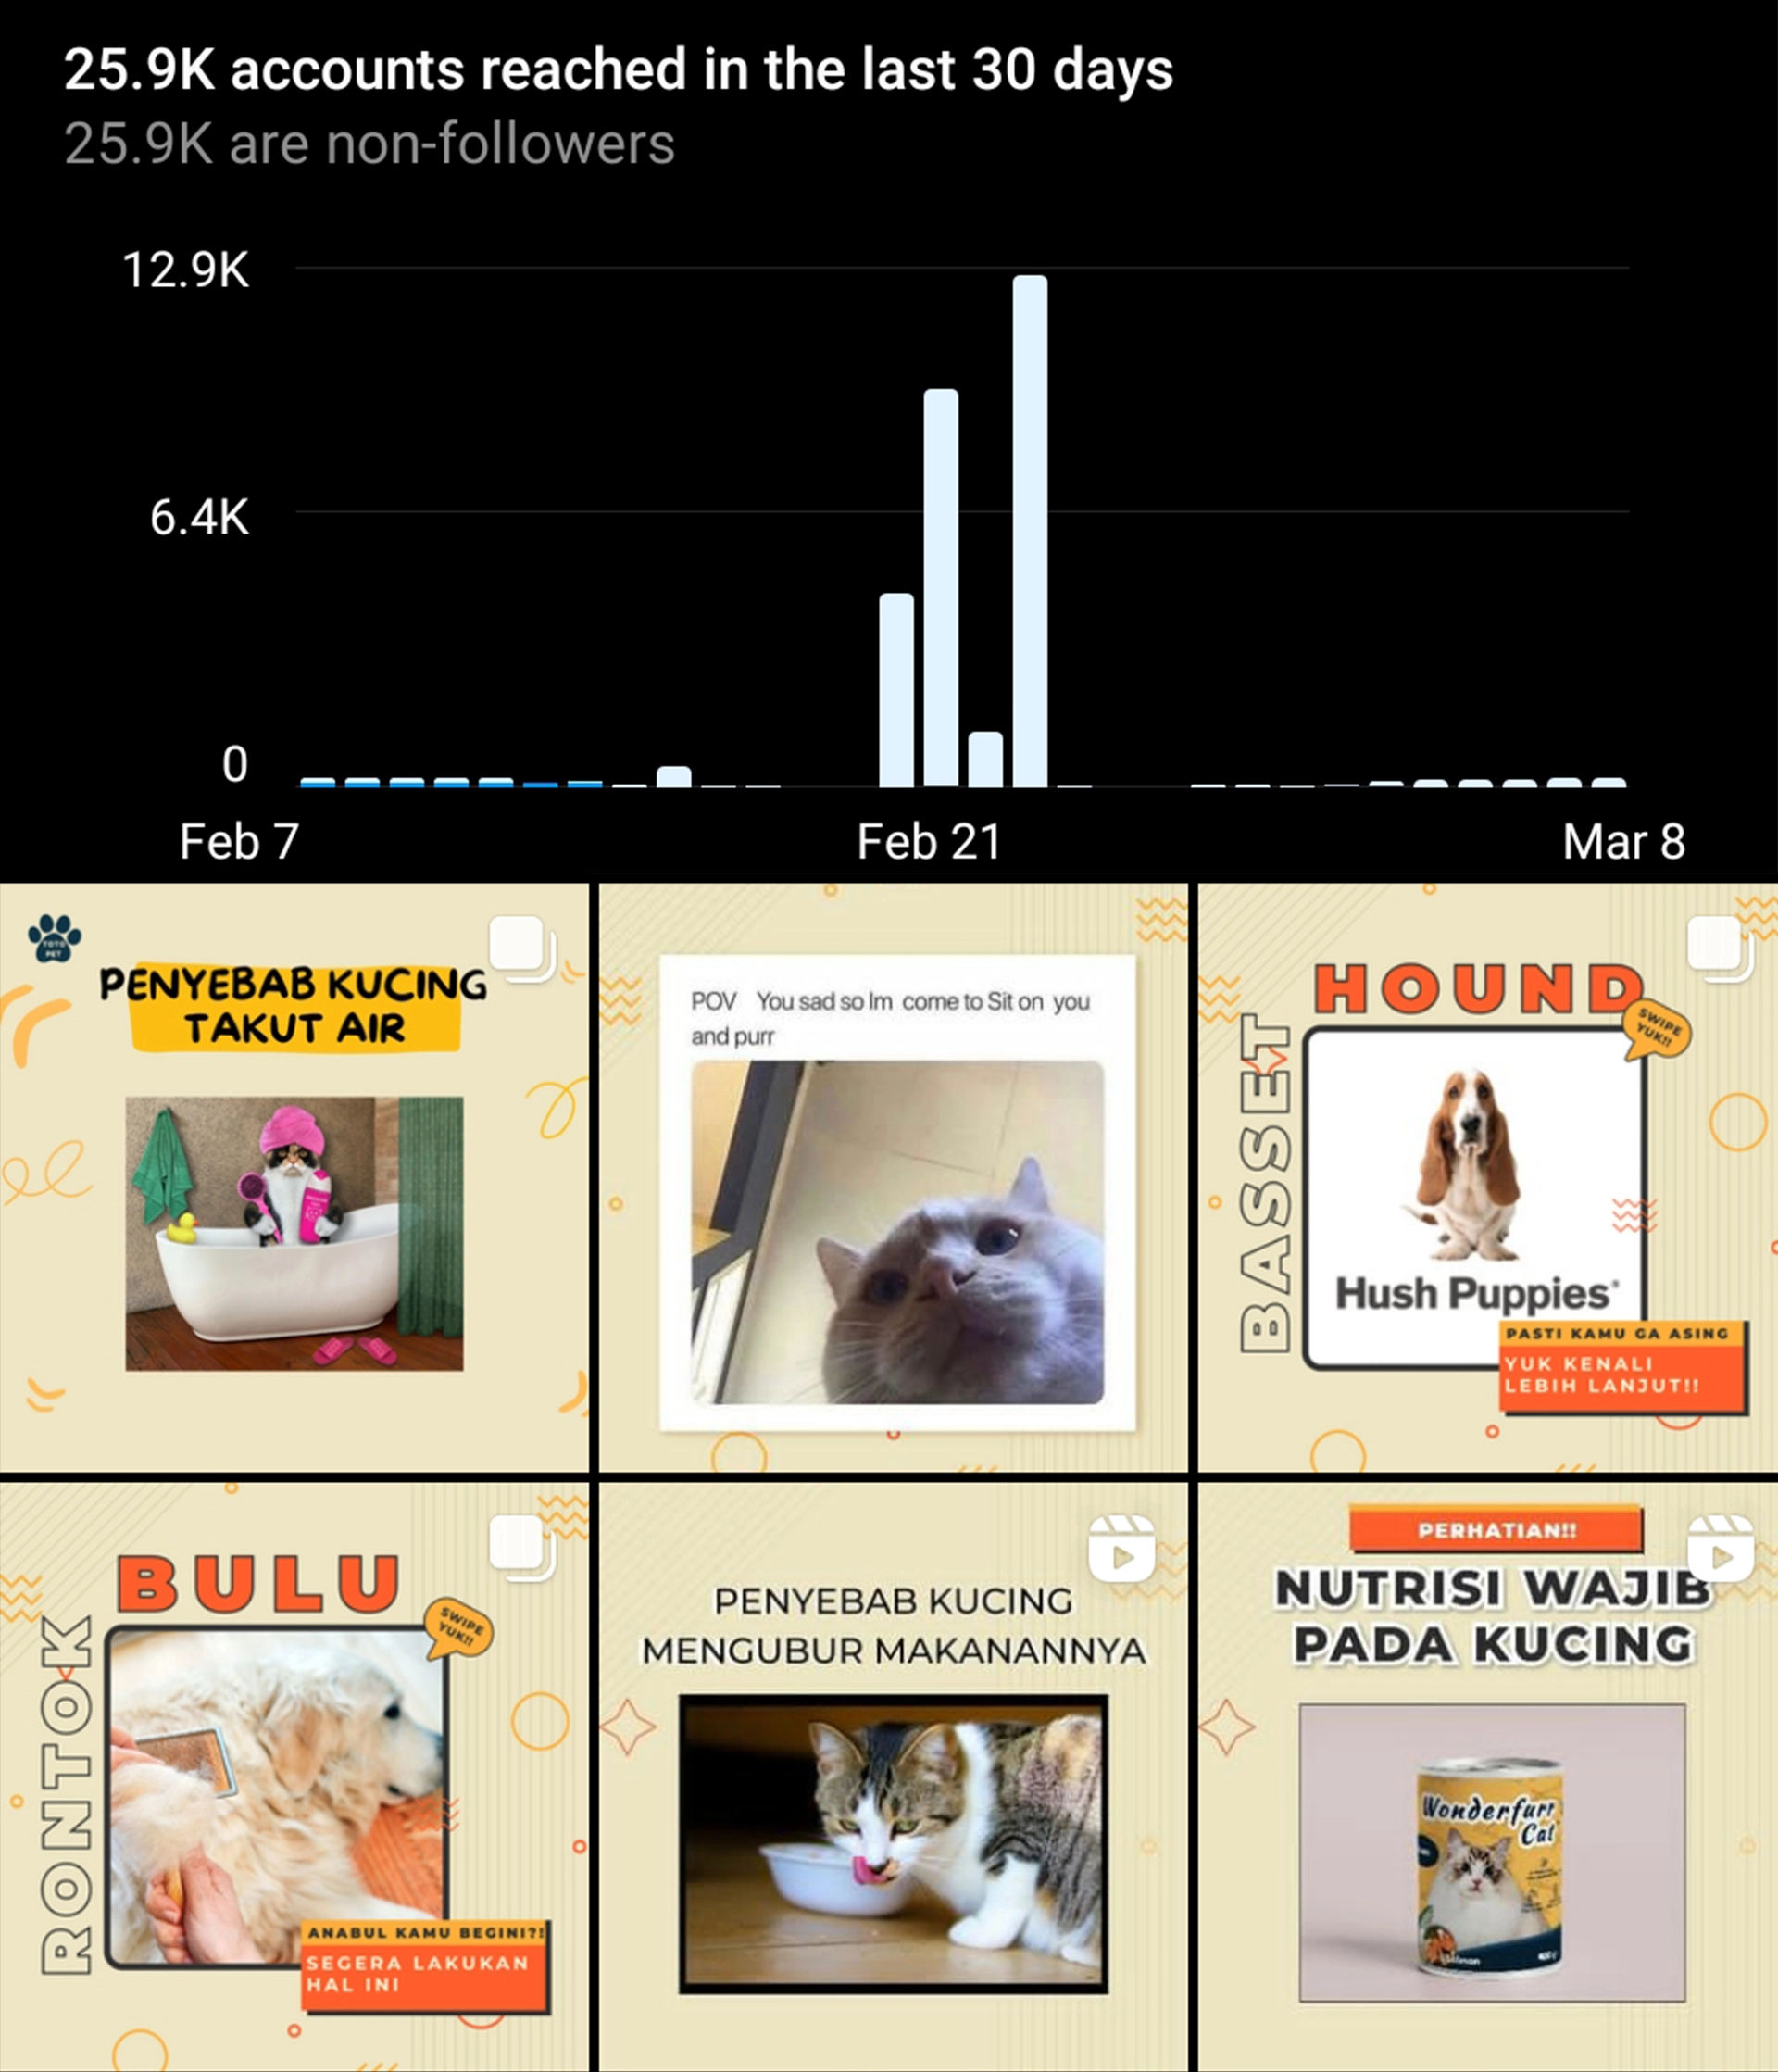 25.9K accounts reached in the last 30 days
25.9K are non-followers
12.9K
6.4K
0
Feb 7
Feb 21
Mar 8
TOTO
PET
PENYEBAB KUCING
TAKUT AIR
POV You sad so Im come to Sit on you
and purr
HOUND
BASSET
SWIPE
YUK!!
Hush Puppies
PASTI KAMU GA ASING
YUK KENALI
LEBIH LANJUT!!
BULU
RONTOK
SWIPE
YUK!!
ANABUL KAMU BEGINI?!
SEGERA LAKUKAN
HAL INI
PENYEBAB KUCING
MENGUBUR MAKANANNYA
PERHATIAN!!
NUTRISI WAJIB
PADA KUCING
Wonderfurr
Cat
Salmon